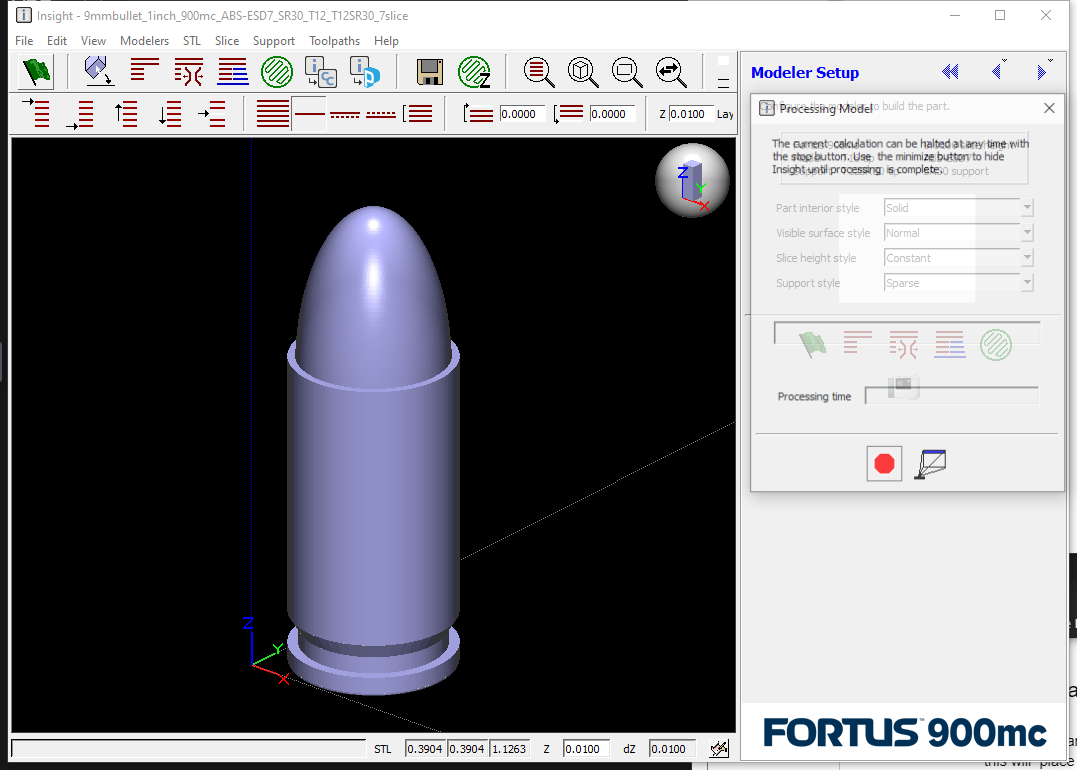 Insight - 9mmbullet_1inch_900mc_ABS-ESD7_SR30_T12_T12SR30_7slice
File Edit View Modelers STL Slice Support Toolpaths Help
0.0000 0.0000 Z 0.0100 Lay
Modeler Setup
to build the part.
Processing Model
The current calculation can be halted at any time with
the stop button. Use the minimize button to hide
Insight until processing is complete.
support
Part interior style Solid
Visible surface style Normal
Slice height style Constant
Support style Sparse
Processing time
Z
Y
X
Z
Y
X
STL 0.3904 0.3904 1.1263 Z 0.0100 dZ 0.0100
FORTUS™ 900mc
this will place